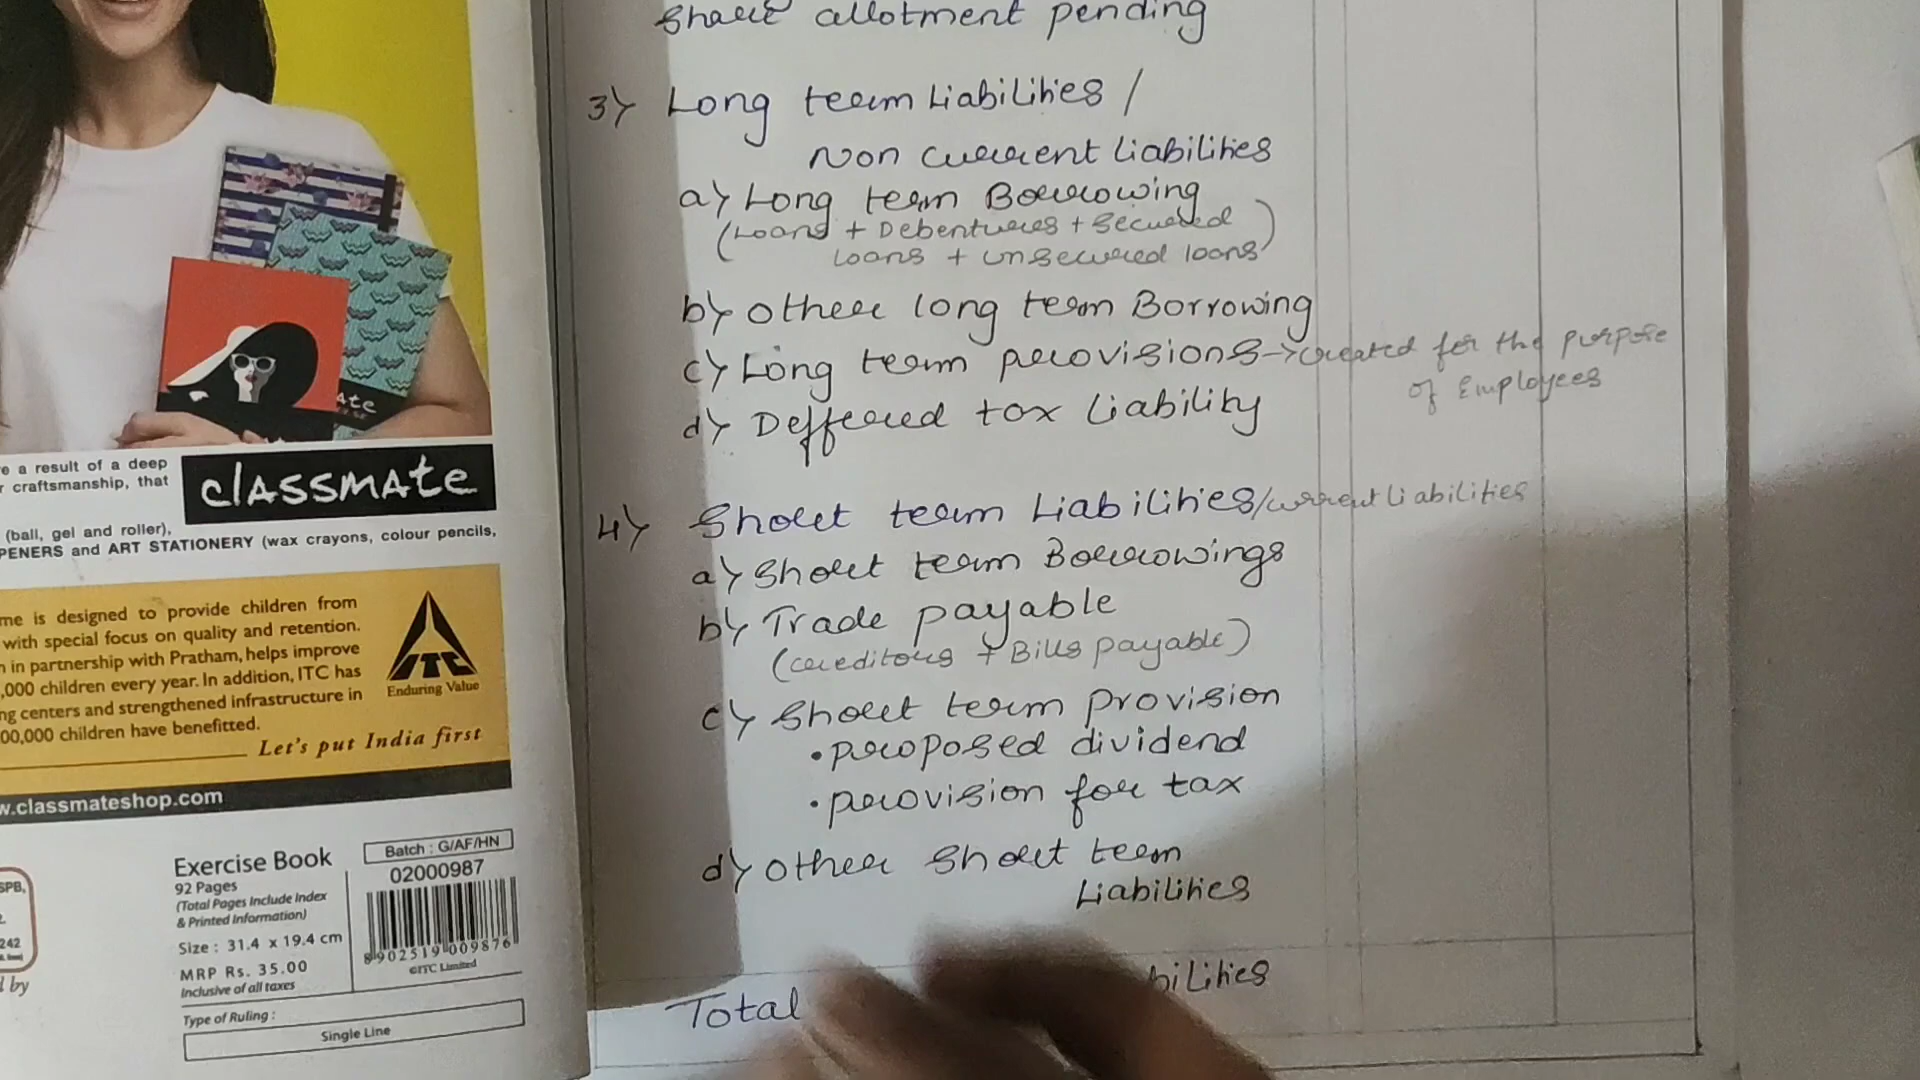 Share allotment pending
3) Long term Liabilities /
Non current Liabilities
a) Long term Borrowing
(Loans + Debentures + Secured
Loans + unsecured loans)
b) Other long term Borrowing
c) Long term provisions → created for the purpose
of Employees
d) Deffered tax Liability
4) Short term Liabilities/current Liabilities
a) Short term Borrowings
b) Trade payable
(creditors + Bills payable)
c) Short term provision
• proposed dividend
• provision for tax
d) other short term
Liabilities
Total bilities
ate
e a result of a deep
r craftsmanship, that
classmate
(ball, gel and roller),
PENERS and ART STATIONERY (wax crayons, colour pencils,
me is designed to provide children from
with special focus on quality and retention.
n in partnership with Pratham, helps improve
,000 children every year. In addition, ITC has
ng centers and strengthened infrastructure in
00,000 children have benefitted.
ITC
Enduring Value
Let's put India first
w.classmateshop.com
Exercise Book
92 Pages
(Total Pages Include Index
& Printed Information)
Size : 31.4 x 19.4 cm
MRP Rs. 35.00
Inclusive of all taxes
Batch : G/AF/HN
02000987
8902519009876
©ITC Limited
Type of Ruling :
Single Line
SPB,
242
l by